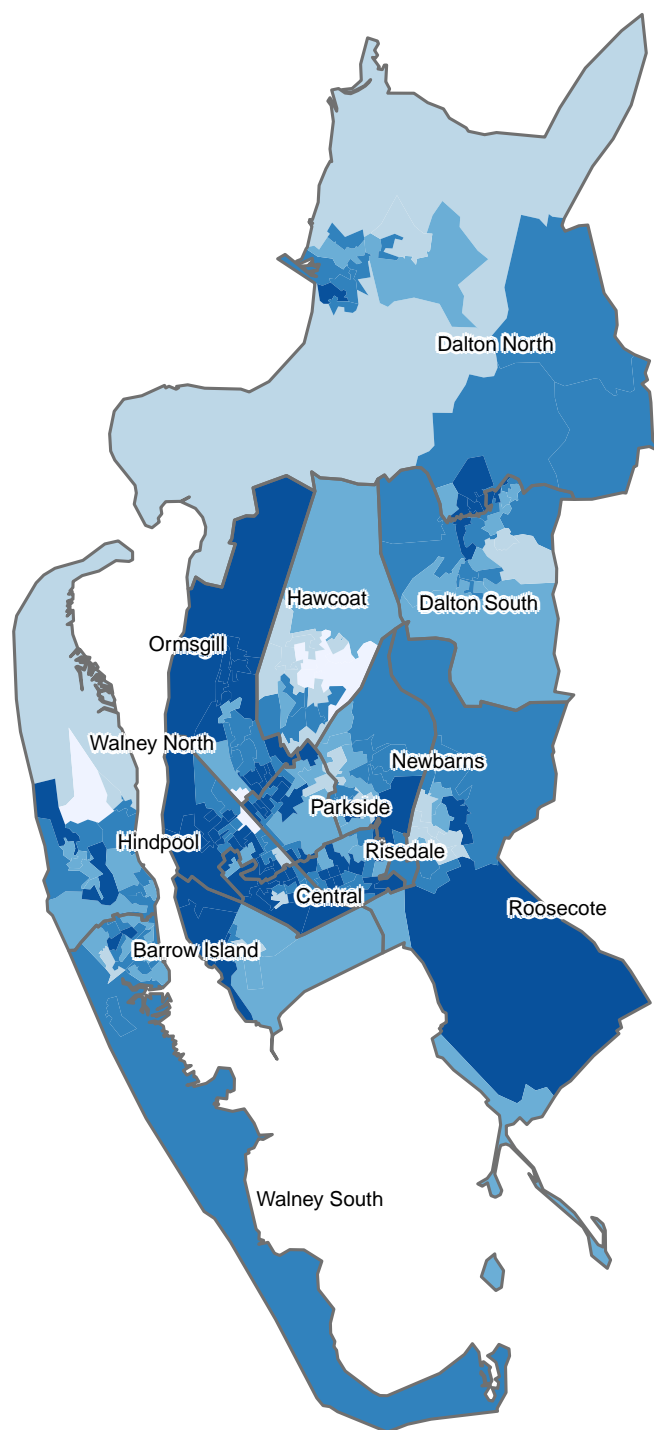 Dalton North
Hawcoat
Dalton South
Ormsgill
Walney North
Newbarns
Parkside
Hindpool
Risedale
Central
Roosecote
Barrow Island
Walney South